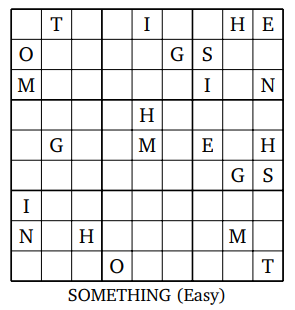 T I H E
O G S
M I N
H
G M E H
G S
I
N H M
O T
SOMETHING (Easy)